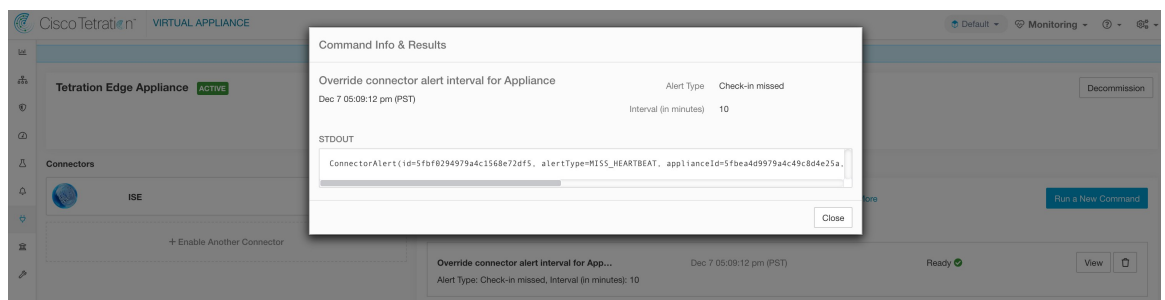 Cisco Tetration™ VIRTUAL APPLIANCE
Default
Monitoring
Command Info & Results
Override connector alert interval for Appliance
Dec 7 05:09:12 pm (PST)
Alert Type Check-in missed
Interval (in minutes) 10
STDOUT
ConnectorAlert(id=5fbf0294979a4c1568e72df5, alertType=MISS_HEARTBEAT, applianceId=5fbea4d9979a4c49c8d4e25a,
Close
Tetration Edge Appliance ACTIVE
Decommission
Connectors
ISE
+ Enable Another Connector
More
Run a New Command
Override connector alert interval for App...
Dec 7 05:09:12 pm (PST)
Ready
View
Alert Type: Check-in missed, Interval (in minutes): 10